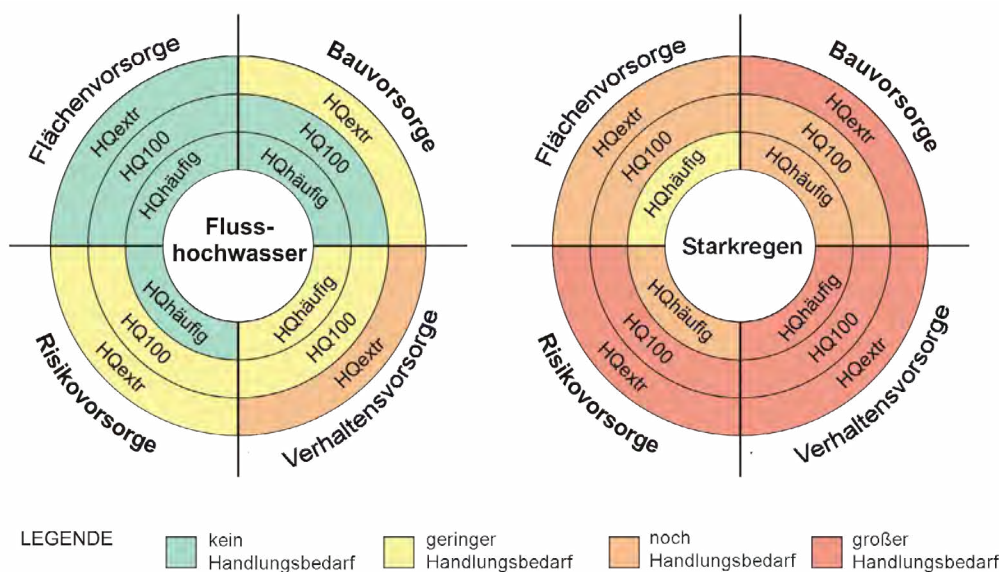 Flächenvorsorge
Bauvorsorge
HQextr
HQ100
HQhäufig
HQextr
HQ100
HQhäufig
Fluss-
hochwasser
HQhäufig
HQ100
HQextr
HQhäufig
HQ100
HQextr
Risikovorsorge
Verhaltensvorsorge
Flächenvorsorge
Bauvorsorge
HQextr
HQ100
HQhäufig
HQextr
HQ100
HQhäufig
Starkregen
HQhäufig
HQ100
HQextr
HQhäufig
HQ100
HQextr
Risikovorsorge
Verhaltensvorsorge
LEGENDE
kein
Handlungsbedarf
geringer
Handlungsbedarf
noch
Handlungsbedarf
großer
Handlungsbedarf